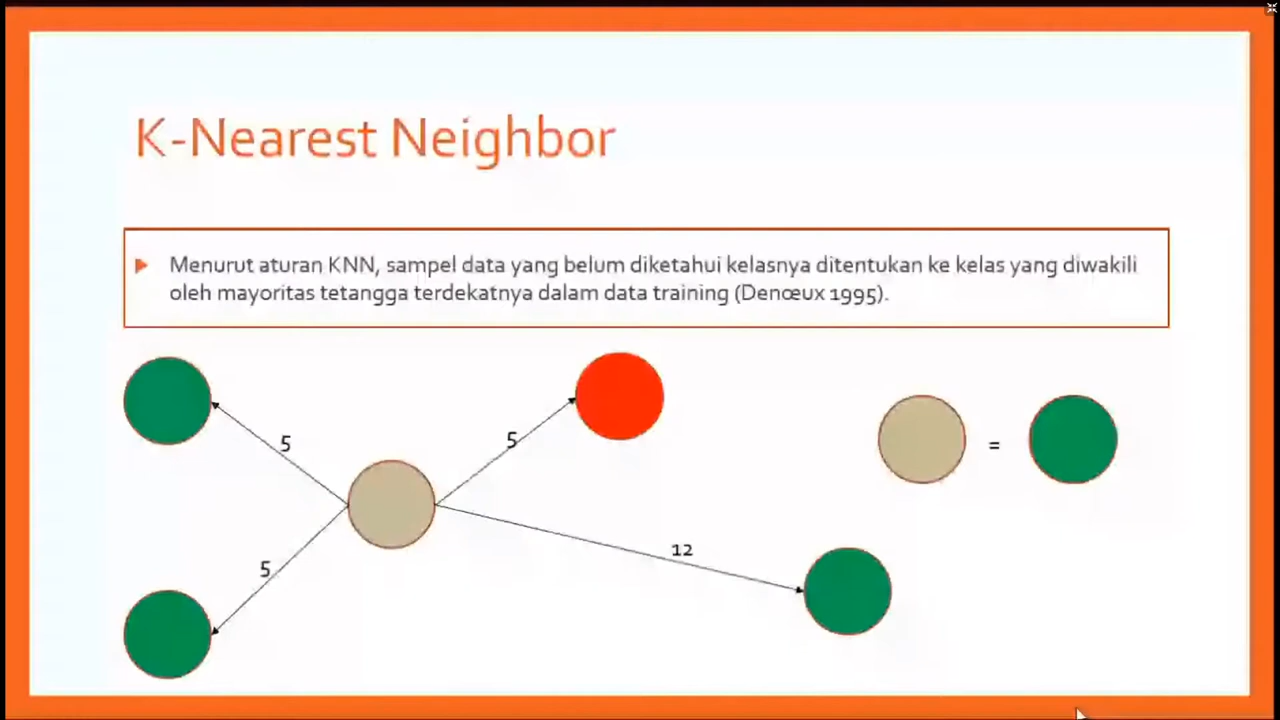 K-Nearest Neighbor
Menurut aturan KNN, sampel data yang belum diketahui kelasnya ditentukan ke kelas yang diwakili
oleh mayoritas tetangga terdekatnya dalam data training (Denœux 1995).
5
5
=
12
5